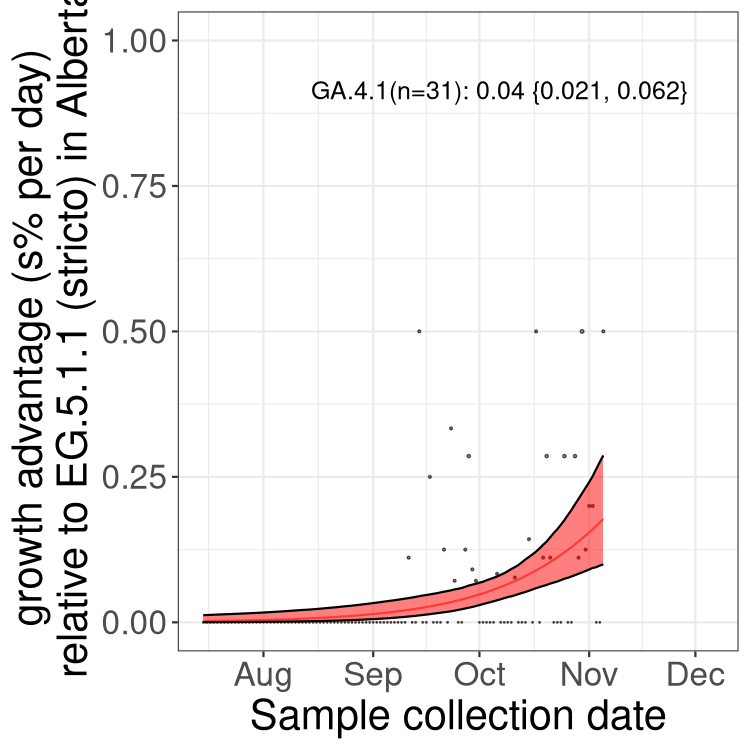 growth advantage (s% per day)
relative to EG.5.1.1 (stricto) in Alberta
1.00
0.75
0.50
0.25
0.00
GA.4.1(n=31): 0.04 {0.021, 0.062}
Aug Sep Oct Nov Dec
Sample collection date